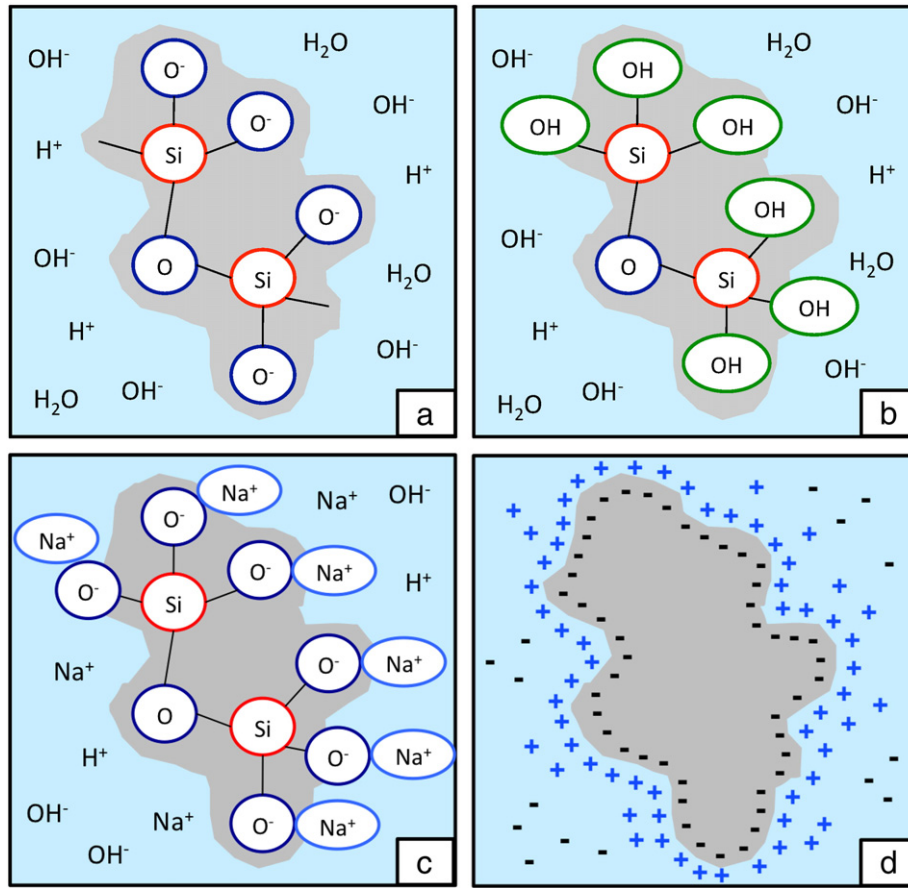 OH⁻
H₂O
O⁻
O⁻
OH⁻
H⁺
Si
H⁺
O⁻
OH⁻
O
Si
H₂O
H⁺
OH⁻
O⁻
H₂O
OH⁻
a
OH⁻
H₂O
OH
OH⁻
OH
OH
Si
H⁺
OH
OH⁻
O
Si
H₂O
OH
H⁺
OH
OH⁻
H₂O
OH⁻
b
Na⁺
Na⁺
OH⁻
O⁻
Na⁺
O⁻
Na⁺
H⁺
O⁻
Si
O⁻
Na⁺
Na⁺
O
Si
O⁻
Na⁺
H⁺
OH⁻
Na⁺
O⁻
Na⁺
OH⁻
c
d